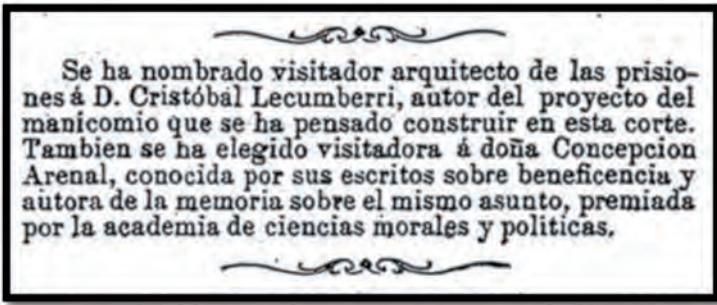 Se ha nombrado visitador arquitecto de las prisio-
nes á D. Cristóbal Lecumberri, autor del proyecto del
manicomio que se ha pensado construir en esta corte.
Tambien se ha elegido visitadora á doña Concepcion
Arenal, conocida por sus escritos sobre beneficencia y
autora de la memoria sobre el mismo asunto, premiada
por la academia de ciencias morales y politicas.